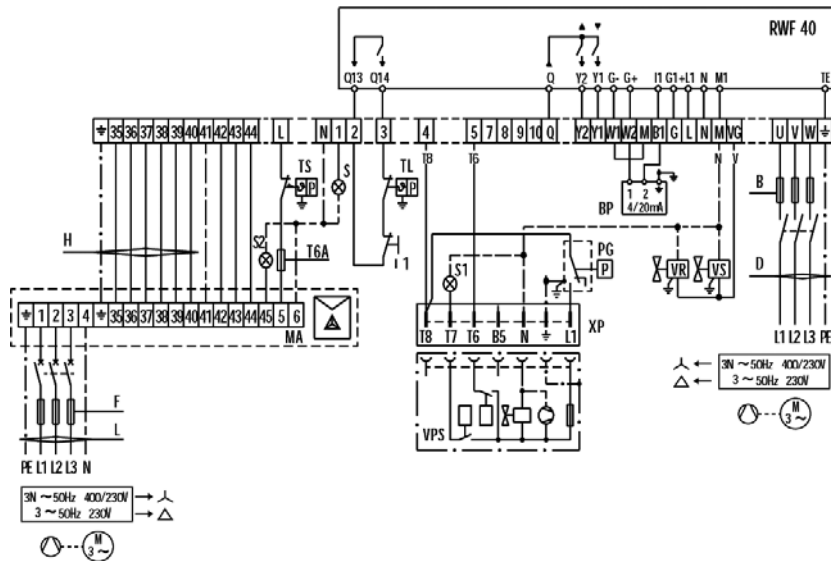 RWF 40
Q13 Q14 Q Y2 Y1 G- G+ I1 G1+ L1 N M1 TE
35 36 37 38 39 40 41 42 43 44 L N 1 2 3 4 5 7 8 9 10 Q Y2 Y1 W1 W2 M B1 G L N M VG U V W
T8 T6 N V
TS P S TL P
1 2
4/20mA
BP
B
H
S2 T6A 1
S1 PG P
VR VS
D
35 36 37 38 39 40 41 42 43 44 45 5 6
1 2 3 4
MA
T8 T7 T6 B5 N L1
XP
L1 L2 L3 PE
3N ~ 50Hz 400/230V
3 ~ 50Hz 230V
M
3 ~
F
L
VPS
PE L1 L2 L3 N
3N ~ 50Hz 400/230V
3 ~ 50Hz 230V
M
3 ~